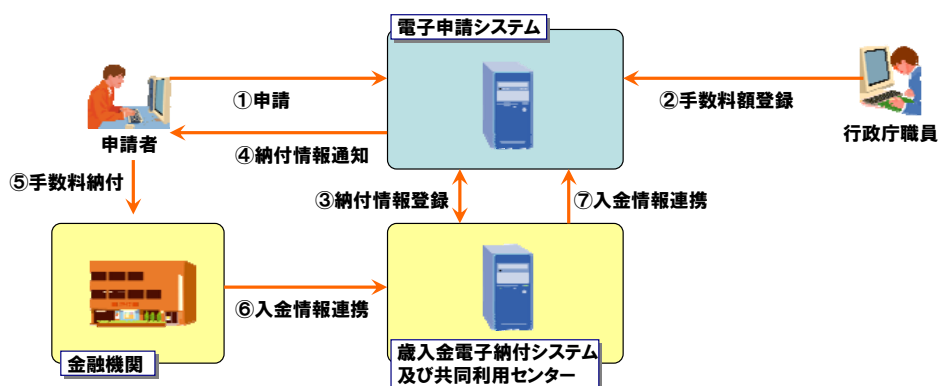 電子申請システム
①申請
②手数料額登録
申請者
④納付情報通知
行政庁職員
⑤手数料納付
③納付情報登録
⑦入金情報連携
⑥入金情報連携
金融機関
歳入金電子納付システム
及び共同利用センター